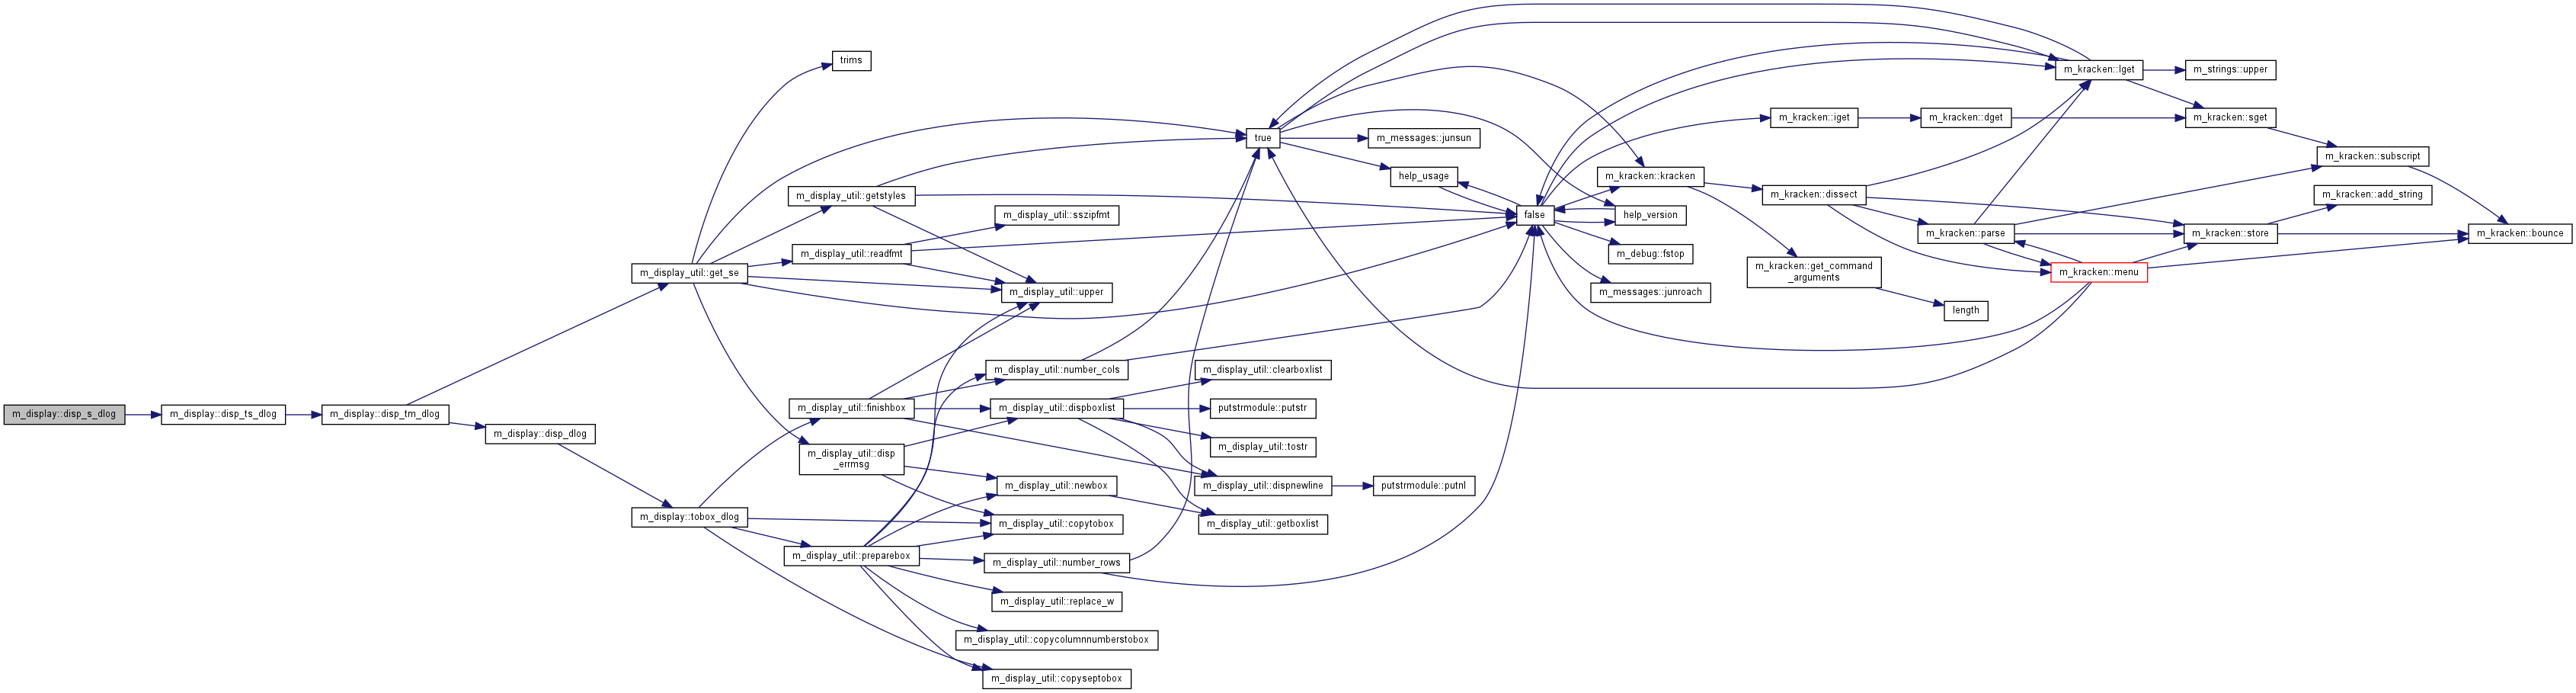 m_display::disp_s_dlog
m_display::disp_ts_dlog
m_display::disp_tm_dlog
m_display_util::get_se
m_display::disp_dlog
m_display::tobox_dlog
trims
m_display_util::getstyles
m_display_util::readfmt
m_display_util::finishbox
m_display_util::disp
_errmsg
m_display_util::preparebox
m_display_util::sszipfmt
m_display_util::upper
m_display_util::number_cols
m_display_util::dispboxlist
m_display_util::newbox
m_display_util::copytobox
m_display_util::number_rows
m_display_util::replace_w
m_display_util::copycolumnnumberstobox
m_display_util::copyseptobox
true
m_display_util::clearboxlist
putstrmodule::putstr
m_display_util::tostr
m_display_util::dispnewline
m_display_util::getboxlist
m_messages::junsun
help_usage
putstrmodule::putnl
false
m_kracken::kracken
help_version
m_debug::fstop
m_messages::junroach
m_kracken::iget
m_kracken::dissect
m_kracken::get_command
_arguments
m_kracken::dget
m_kracken::parse
length
m_kracken::lget
m_kracken::menu
m_strings::upper
m_kracken::sget
m_kracken::store
m_kracken::subscript
m_kracken::add_string
m_kracken::bounce